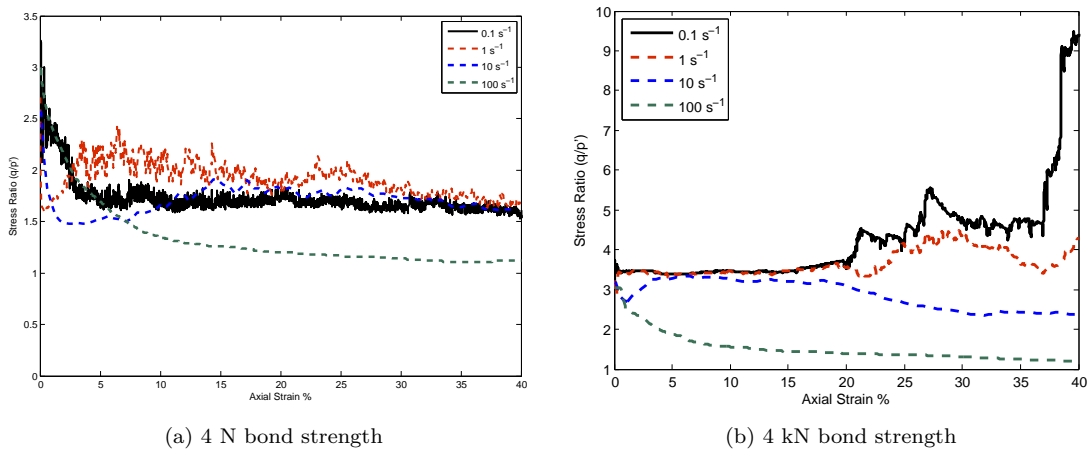 3.5
3
2.5
2
1.5
1
0.5
0
0 5 10 15 20 25 30 35 40
Stress Ratio (q/p')
Axial Strain %
0.1 s⁻¹
1 s⁻¹
10 s⁻¹
100 s⁻¹
(a) 4 N bond strength
10
9
8
7
6
5
4
3
2
1
0 5 10 15 20 25 30 35 40
Stress Ratio (q/p')
Axial Strain %
0.1 s⁻¹
1 s⁻¹
10 s⁻¹
100 s⁻¹
(b) 4 kN bond strength